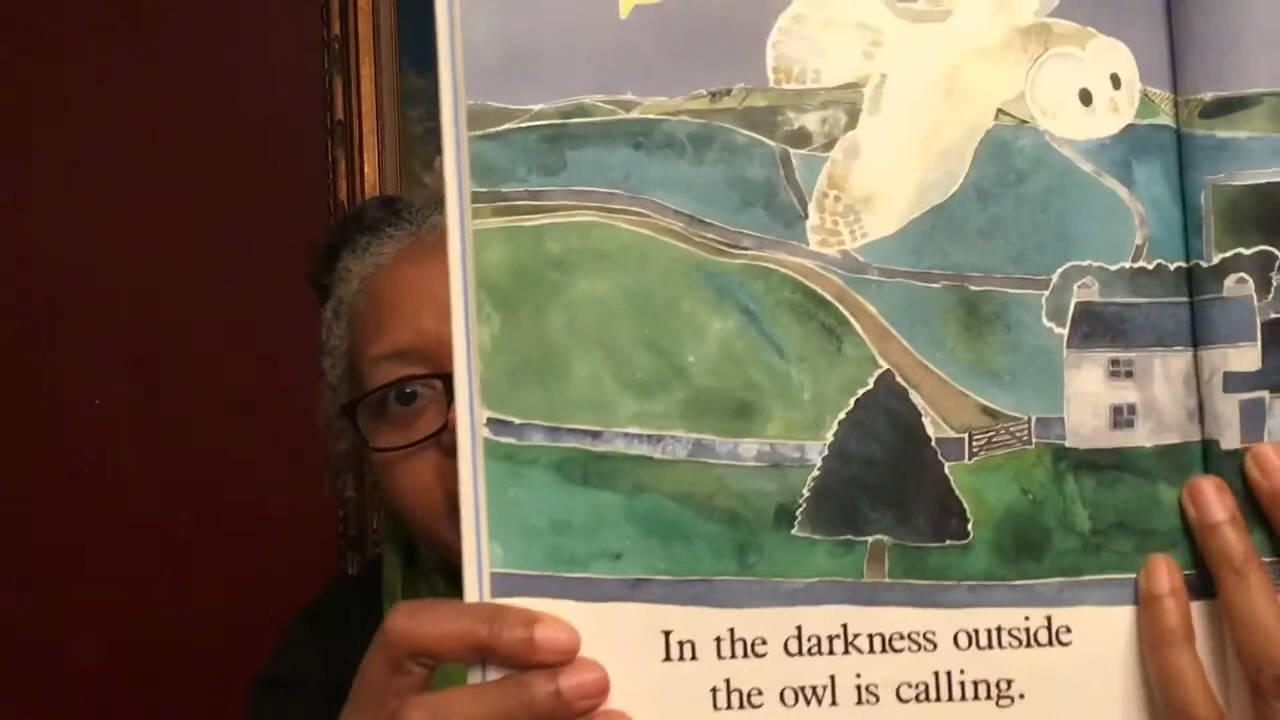 In the darkness outside
the owl is calling.